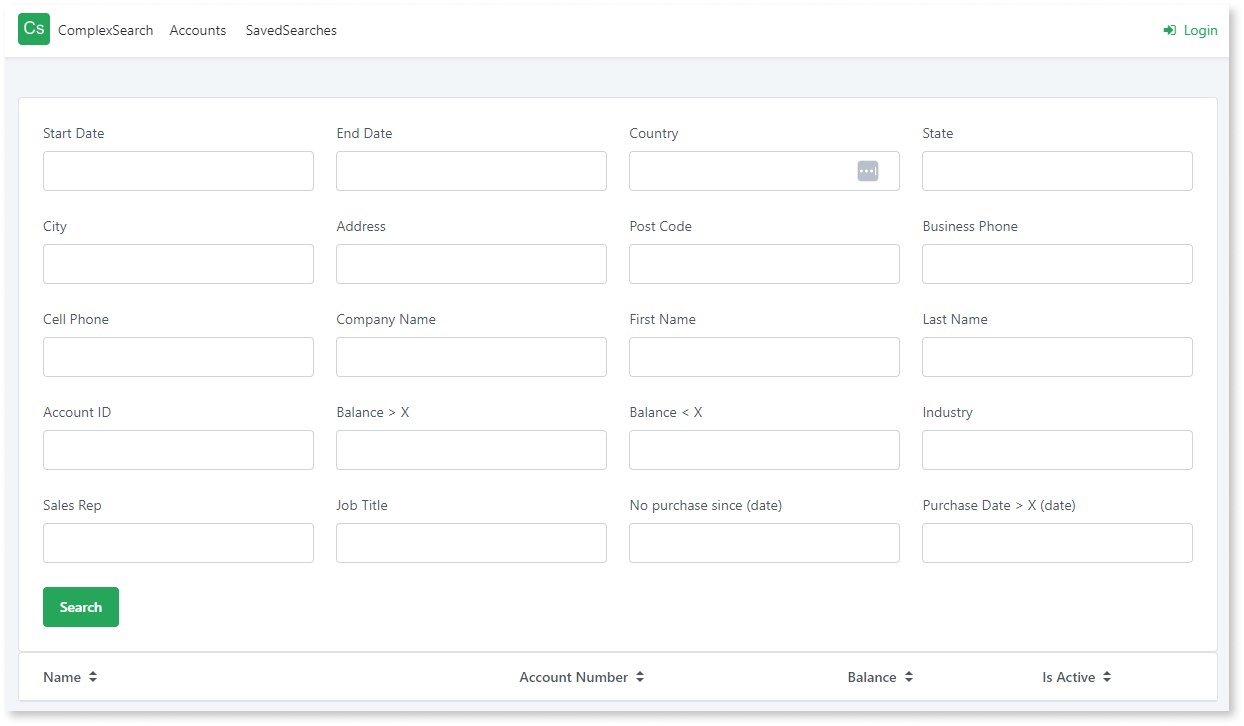 Cs ComplexSearch Accounts SavedSearches Login
Start Date End Date Country State
City Address Post Code Business Phone
Cell Phone Company Name First Name Last Name
Account ID Balance > X Balance < X Industry
Sales Rep Job Title No purchase since (date) Purchase Date > X (date)
Search
Name Account Number Balance Is Active